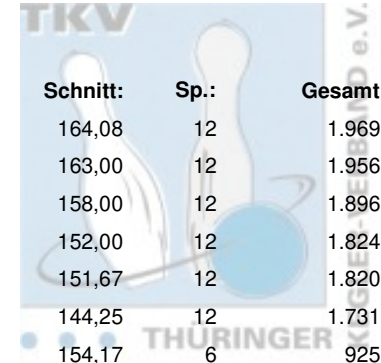 TKV
Schnitt: Sp.: Gesamt
164,08 12 1.969
163,00 12 1.956
158,00 12 1.896
152,00 12 1.824
151,67 12 1.820
144,25 12 1.731
154,17 6 925
THÜRINGER
KEGLER-VERBAND e.V.